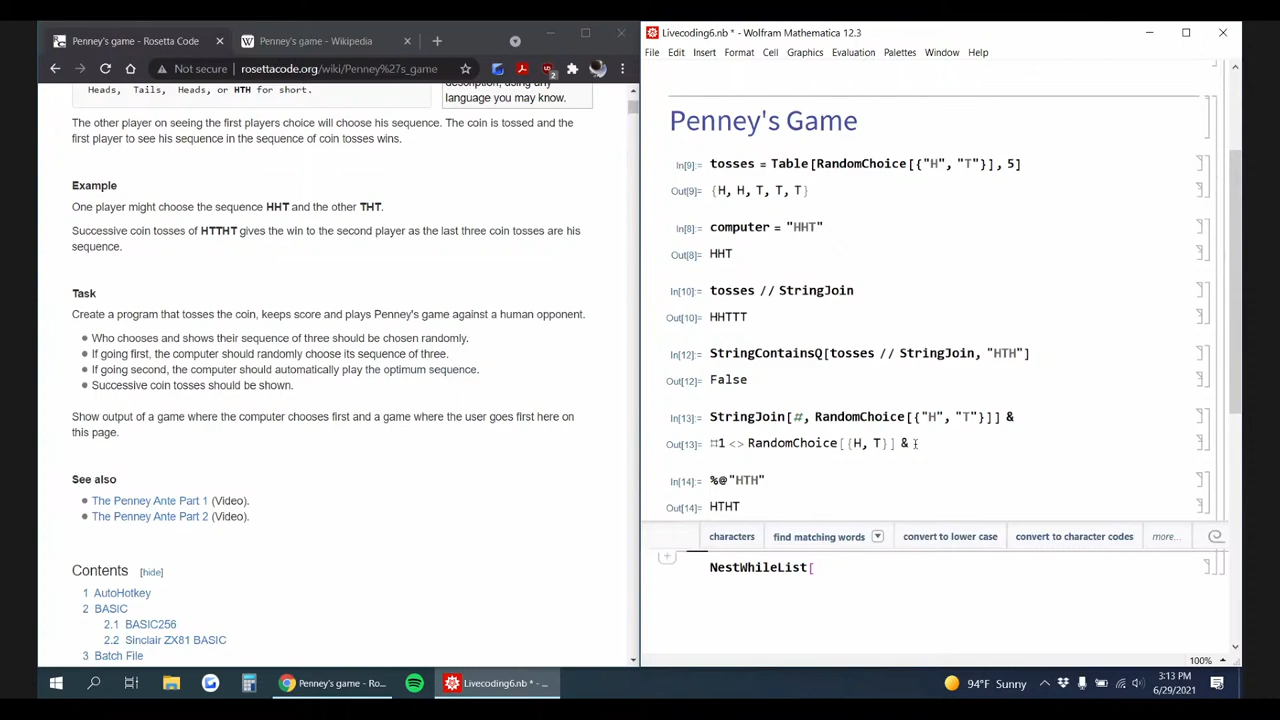 Penney's game - Rosetta Code
Penney's game - Wikipedia
Not secure
rosettacode.org/wiki/Penney%27s_game
2
Heads, Tails, Heads, or HTH for short.
description, using any
language you may know.
The other player on seeing the first players choice will choose his sequence. The coin is tossed and the
first player to see his sequence in the sequence of coin tosses wins.
Example
One player might choose the sequence HHT and the other THT.
Successive coin tosses of HTTHT gives the win to the second player as the last three coin tosses are his
sequence.
Task
Create a program that tosses the coin, keeps score and plays Penney's game against a human opponent.
Who chooses and shows their sequence of three should be chosen randomly.
If going first, the computer should randomly choose its sequence of three.
If going second, the computer should automatically play the optimum sequence.
Successive coin tosses should be shown.
Show output of a game where the computer chooses first and a game where the user goes first here on
this page.
See also
The Penney Ante Part 1 (Video).
The Penney Ante Part 2 (Video).
Contents [hide]
1 AutoHotkey
2 BASIC
2.1 BASIC256
2.2 Sinclair ZX81 BASIC
3 Batch File
Livecoding6.nb * - Wolfram Mathematica 12.3
File Edit Insert Format Cell Graphics Evaluation Palettes Window Help
Penney's Game
In[9]:= tosses = Table[RandomChoice[{"H", "T"}], 5]
Out[9]= {H, H, T, T, T}
In[8]:= computer = "HHT"
Out[8]= HHT
In[10]:= tosses // StringJoin
Out[10]= HHTTT
In[12]:= StringContainsQ[tosses // StringJoin, "HTH"]
Out[12]= False
In[13]:= StringJoin[#, RandomChoice[{"H", "T"}]] &
Out[13]= #1 <> RandomChoice[{H, T}] &
In[14]:= %@"HTH"
Out[14]= HTHT
characters find matching words convert to lower case convert to character codes more...
NestWhileList[
100%
Penney's game - Ro...
Livecoding6.nb * - ...
94°F Sunny
3:13 PM
6/29/2021